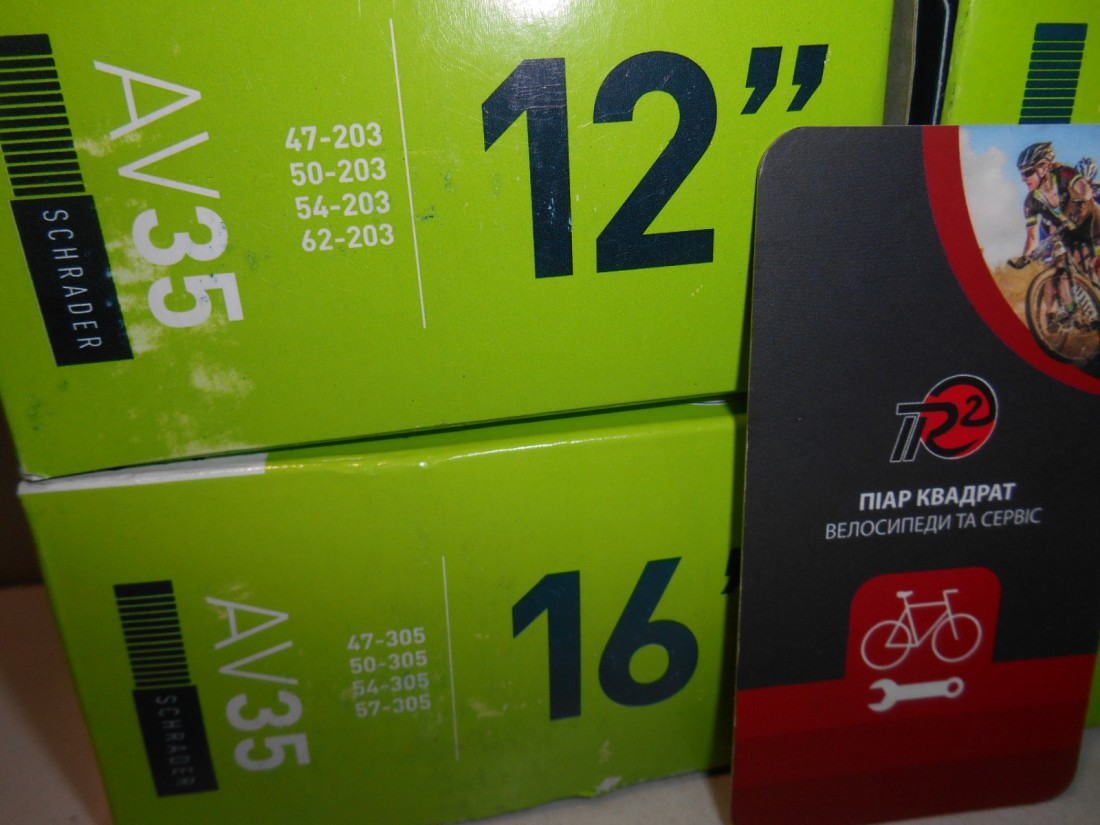 AV35
SCHRADER
47-203
50-203
54-203
62-203
12”
AV35
SCHRADER
47-305
50-305
54-305
57-305
16”
R2
ПІАР КВАДРАТ
ВЕЛОСИПЕДИ ТА СЕРВІС